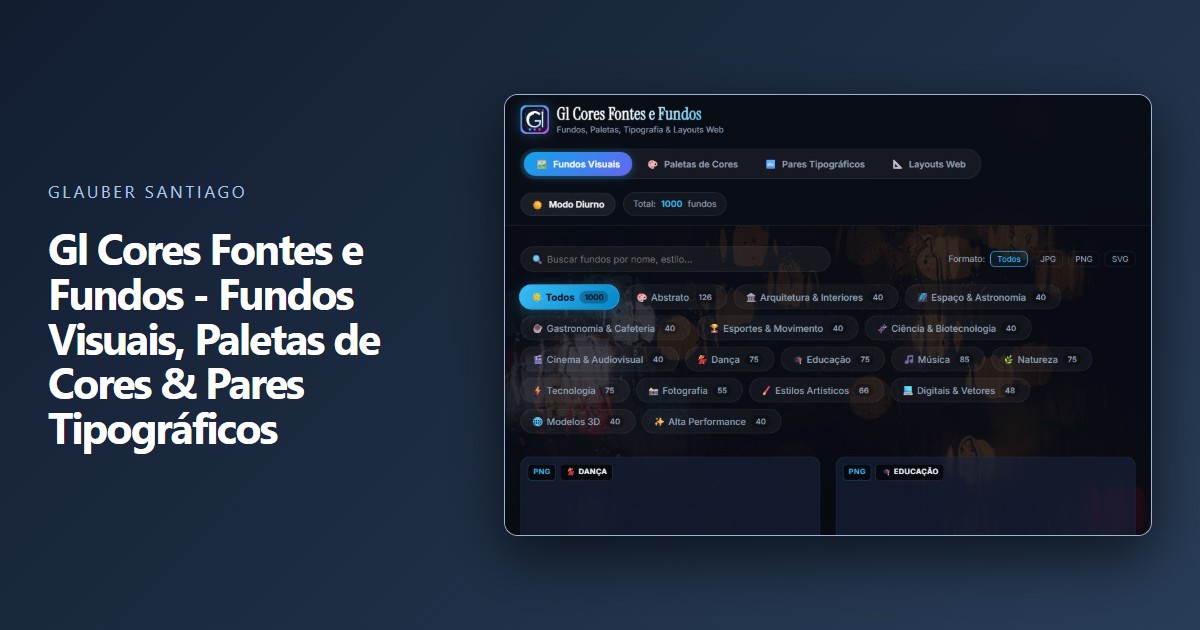 GLAUBER SANTIAGO
Gl Cores Fontes e
Fundos - Fundos
Visuais, Paletas de
Cores & Pares
Tipográficos
Gl Cores Fontes e Fundos
Fundos, Paletas, Tipografia & Layouts Web
Fundos Visuais Paletas de Cores Pares Tipográficos Layouts Web
Modo Diurno Total: 1000 fundos
Buscar fundos por nome, estilo... Formato: Todos JPG PNG SVG
Todos 1000 Abstrato 126 Arquitetura & Interiores 40 Espaço & Astronomia 40
Gastronomia & Cafeteria 40 Esportes & Movimento 40 Ciência & Biotecnologia 40
Cinema & Audiovisual 40 Dança 75 Educação 75 Música 85 Natureza 75
Tecnologia 75 Fotografia 55 Estilos Artísticos 66 Digitais & Vetores 48
Modelos 3D 40 Alta Performance 40
PNG DANÇA PNG EDUCAÇÃO